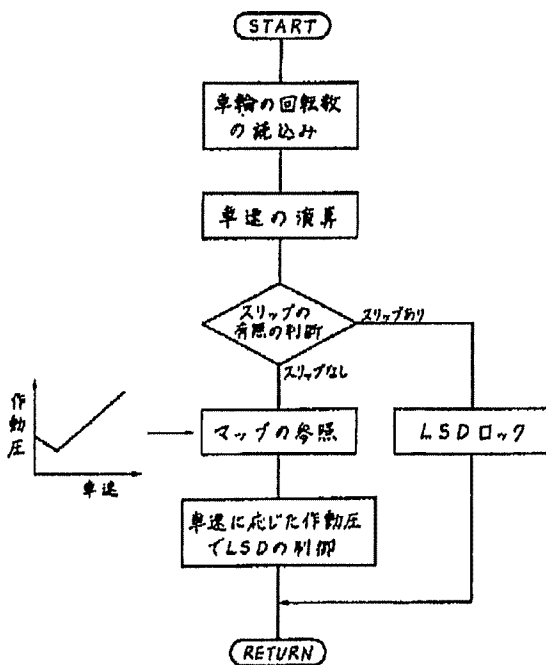 START
車輪の回転数
の読込み
車速の演算
スリップの
有無の判断
スリップあり
スリップなし
作動圧
車速
マップの参照
LSDロック
車速に応じた作動圧
でLSDの制御
RETURN